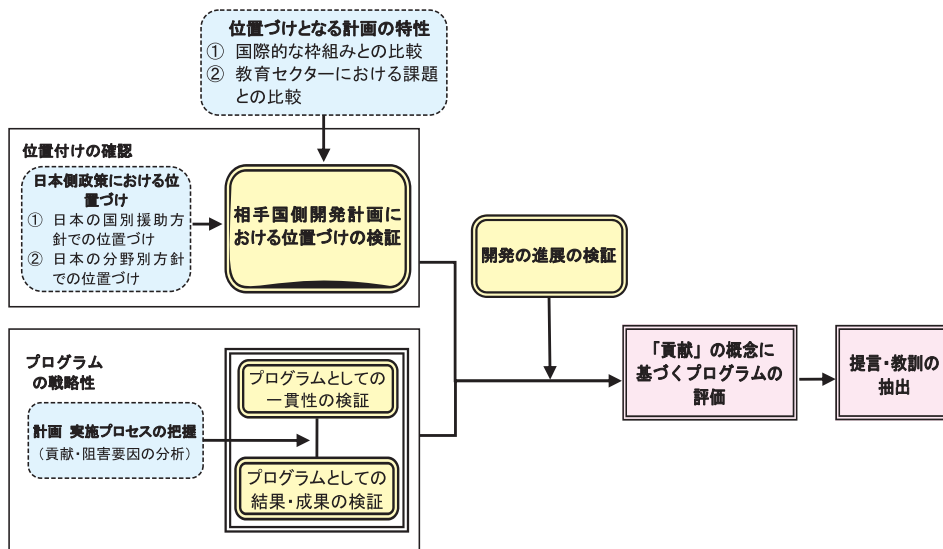 位置づけとなる計画の特性
① 国際的な枠組みとの比較
② 教育セクターにおける課題
との比較
位置付けの確認
日本側政策における位
置づけ
① 日本の国別援助方
針での位置づけ
② 日本の分野別方針
での位置づけ
相手国側開発計画に
おける位置づけの検証
開発の進展の検証
プログラム
の戦略性
計画 実施プロセスの把握
（貢献・阻害要因の分析）
プログラムとしての
一貫性の検証
プログラムとしての
結果・成果の検証
「貢献」の概念に
基づくプログラムの
評価
提言・教訓の
抽出